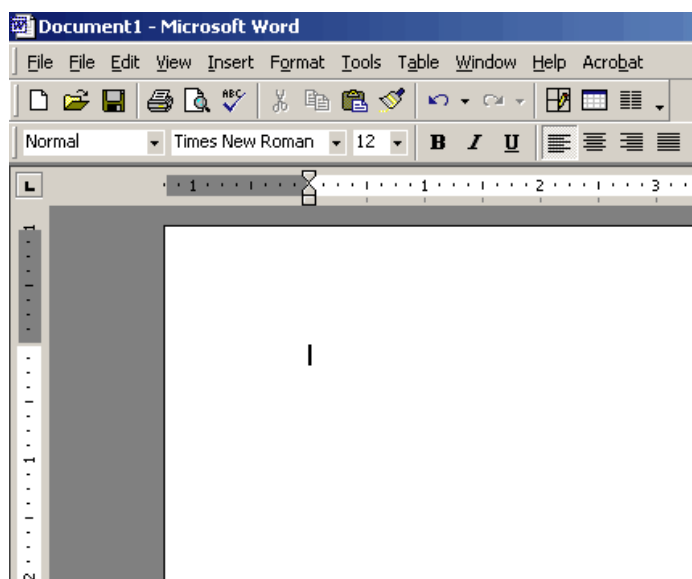 Document1 - Microsoft Word
File File Edit View Insert Format Tools Table Window Help Acrobat
ABC
Normal Times New Roman 12 B I U
L 1 1 2 3
1
1
2